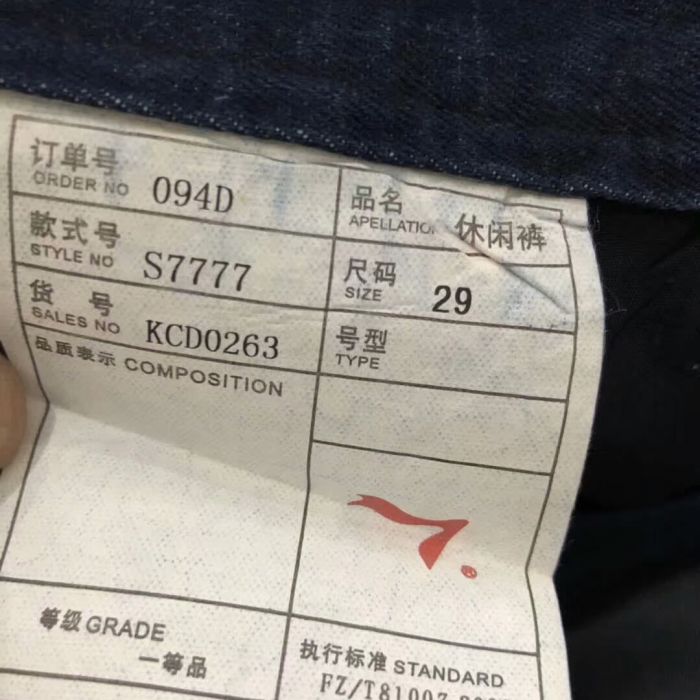 订单号 094D 品名 休闲裤
ORDER NO APELLATIO
款式号 S7777 尺码 29
STYLE NO SIZE
货 号 KCD0263 号型
SALES NO TYPE
品质表示 COMPOSITION
等级 GRADE 执行标准 STANDARD
一等品 FZ/T81007